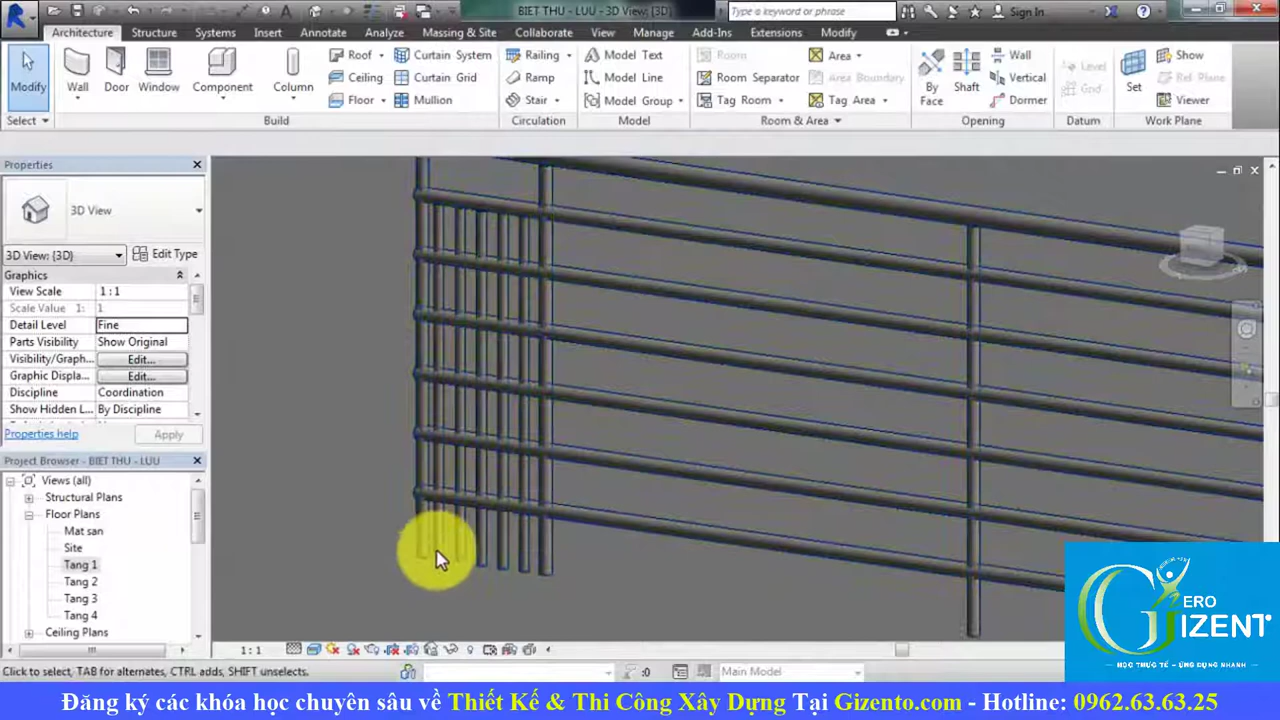 BIET THU - LUU - 3D View: {3D}
Type a keyword or phrase
Sign In
Architecture Structure Systems Insert Annotate Analyze Massing & Site Collaborate View Manage Add-Ins Extensions Modify
Modify
Wall
Door
Window
Component
Column
Roof
Ceiling
Floor
Curtain System
Curtain Grid
Mullion
Railing
Ramp
Stair
Model Text
Model Line
Model Group
Room
Room Separator
Tag Room
Area
Area Boundary
Tag Area
By Face
Shaft
Wall
Vertical
Dormer
Level
Grid
Set
Show
Ref Plane
Viewer
Select Build Circulation Model Room & Area Opening Datum Work Plane
Properties
3D View
3D View: {3D} Edit Type
Graphics
View Scale 1 : 1
Scale Value 1: 1
Detail Level Fine
Parts Visibility Show Original
Visibility/Graph... Edit...
Graphic Displa... Edit...
Discipline Coordination
Show Hidden L... By Discipline
Properties help Apply
Project Browser - BIET THU - LUU
Views (all)
Structural Plans
Floor Plans
Mat san
Site
Tang 1
Tang 2
Tang 3
Tang 4
Ceiling Plans
1 : 1
Click to select, TAB for alternates, CTRL adds, SHIFT unselects.
:0
Main Model
G ERO
IZENT
- HỌC THỰC TẾ - ỨNG DỤNG NHANH -
Đăng ký các khóa học chuyên sâu về Thiết Kế & Thi Công Xây Dựng Tại Gizento.com - Hotline: 0962.63.63.25